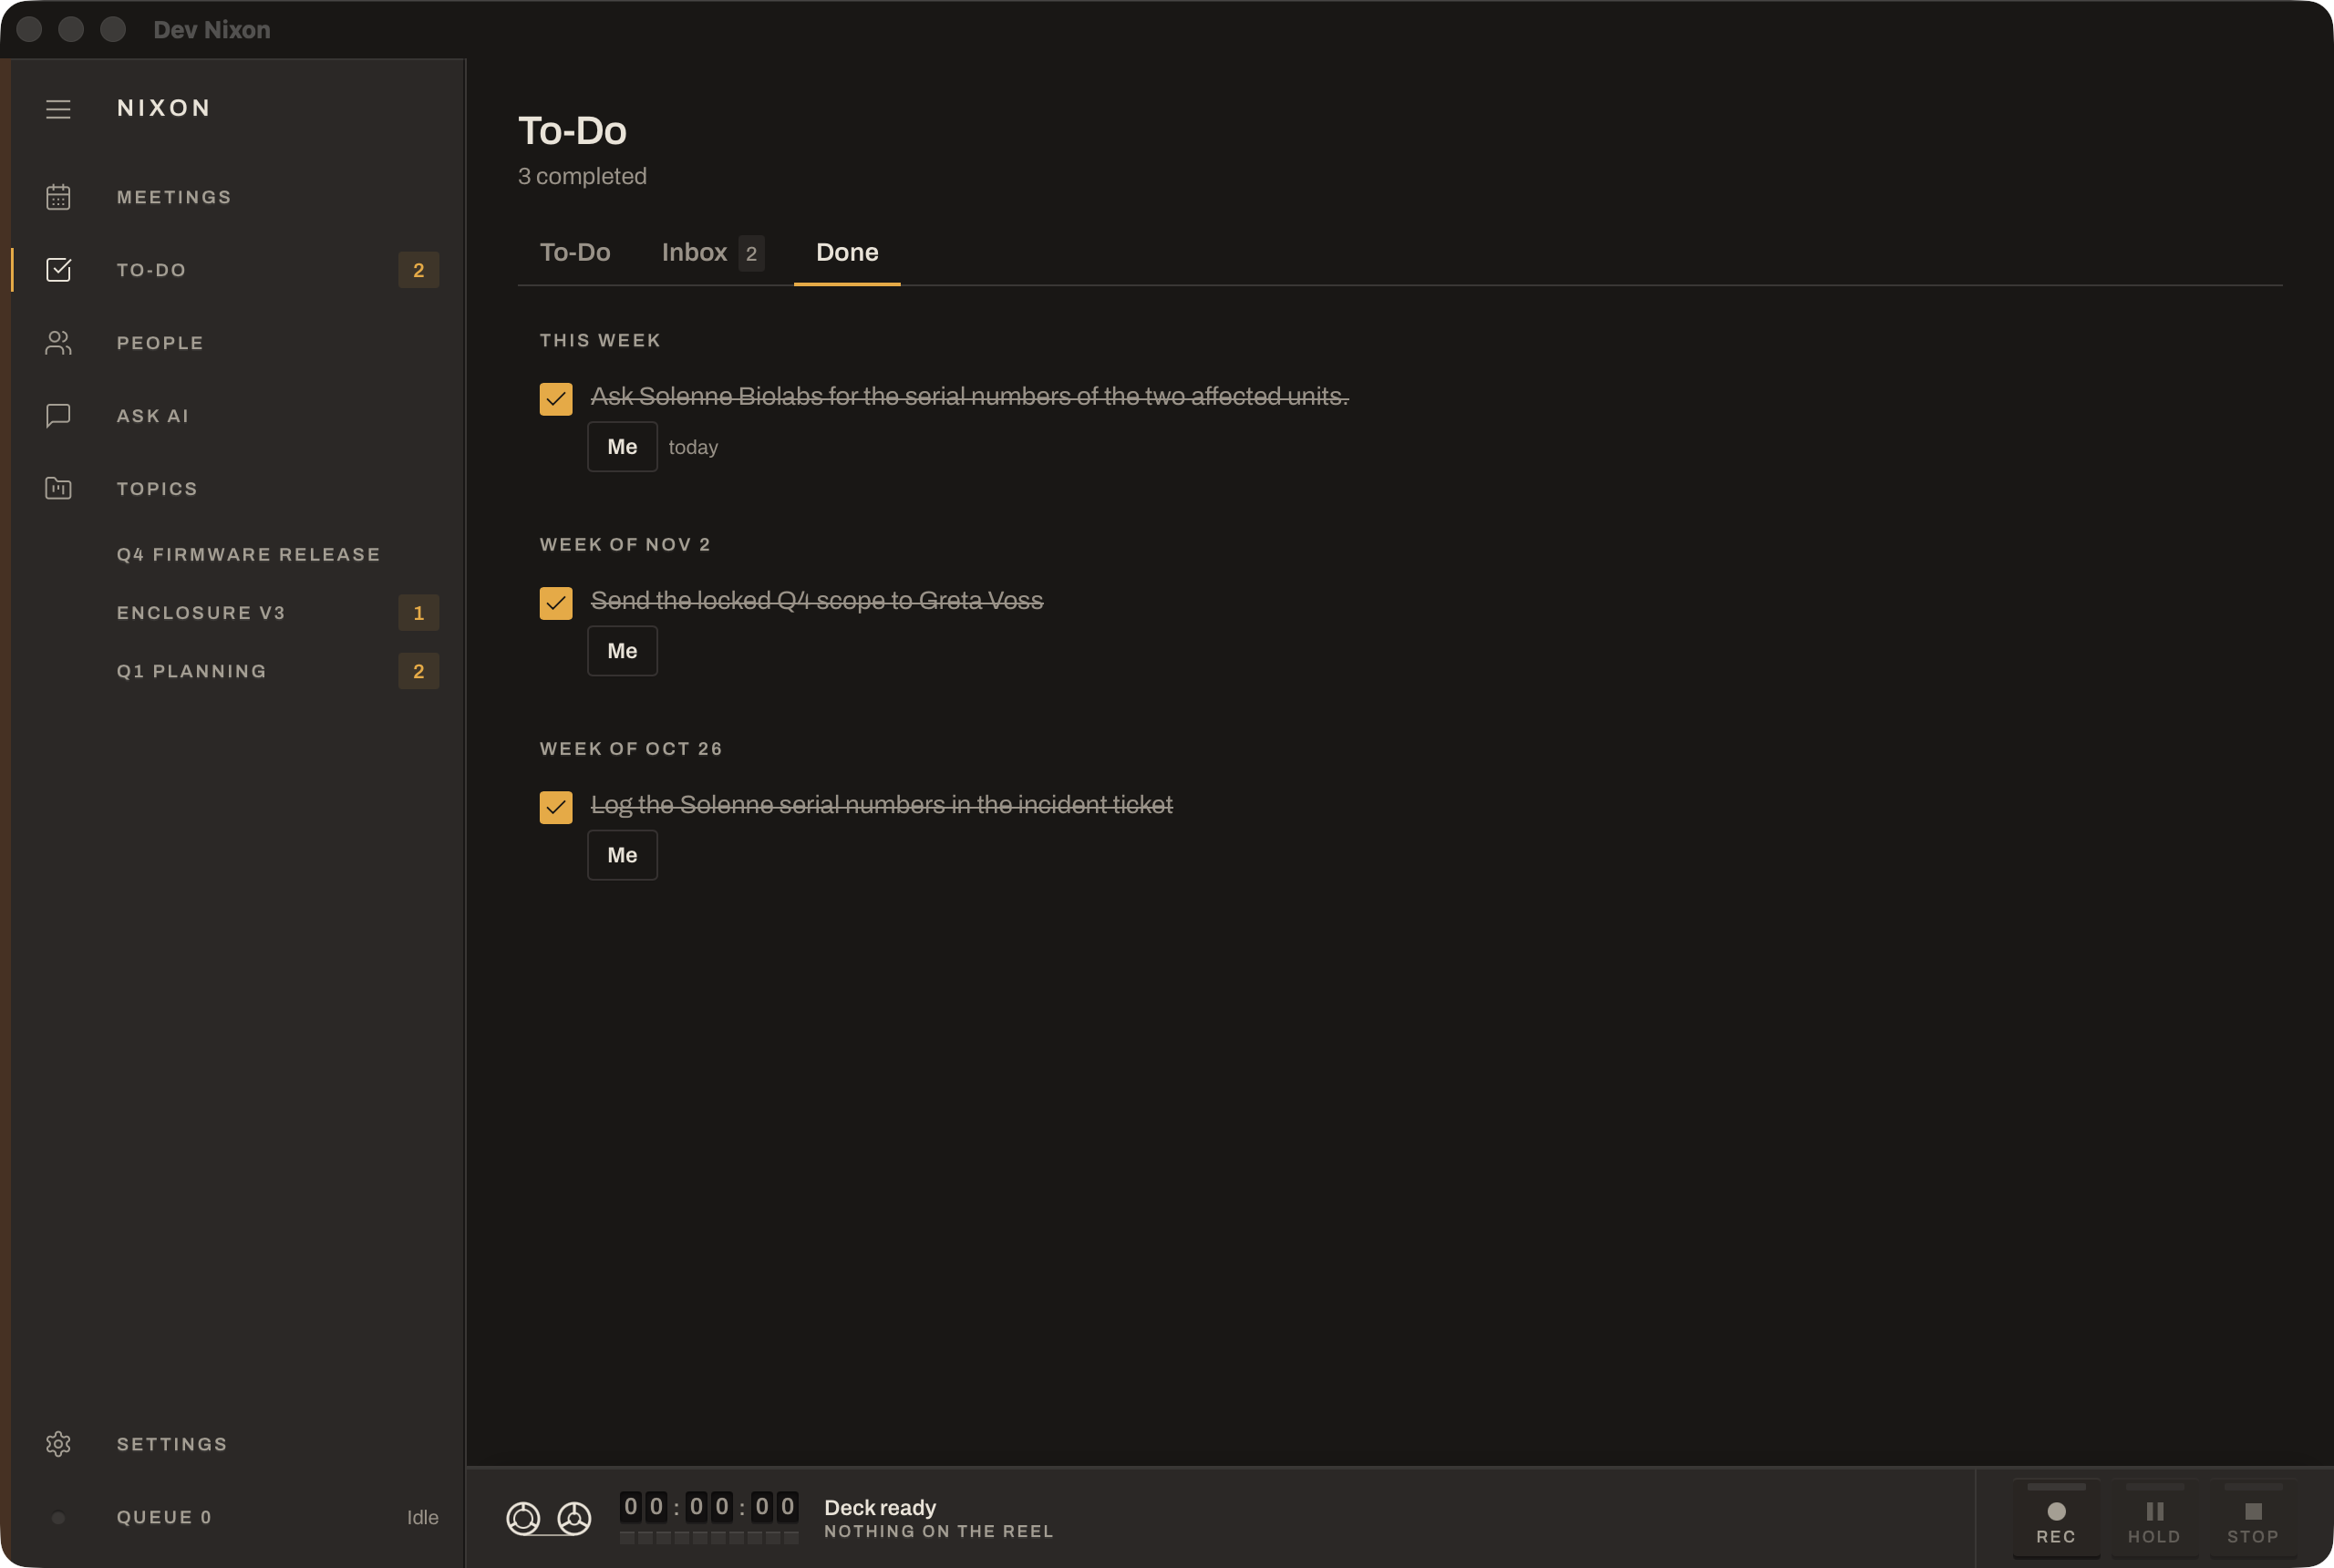 Dev Nixon
NIXON
MEETINGS
TO-DO 2
PEOPLE
ASK AI
TOPICS
Q4 FIRMWARE RELEASE
ENCLOSURE V3 1
Q1 PLANNING 2
SETTINGS
QUEUE 0 Idle
To-Do
3 completed
To-Do Inbox 2 Done
THIS WEEK
Ask Solenne Biolabs for the serial numbers of the two affected units.
Me today
WEEK OF NOV 2
Send the locked Q4 scope to Greta Voss
Me
WEEK OF OCT 26
Log the Solenne serial numbers in the incident ticket
Me
00:00:00
Deck ready
NOTHING ON THE REEL
REC HOLD STOP